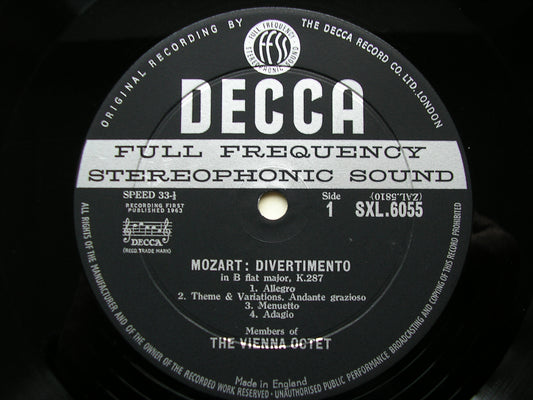 ORIGINAL RECORDING BY
THE DECCA RECORD CO. LTD., LONDON
FULL FREQUENCY
FFSS
STEREOPHONIC SOUND
DECCA
FULL FREQUENCY
STEREOPHONIC SOUND
SPEED 33⅓
RECORDING FIRST
PUBLISHED 1963
DECCA
(REGD. TRADE MARK)
Side
1
(ZAL.5810)
SXL.6055
MOZART: DIVERTIMENTO
in B flat major, K.287
1. Allegro
2. Theme & Variations. Andante grazioso
3. Menuetto
4. Adagio
Members of
THE VIENNA OCTET
Made in England
ALL RIGHTS OF THE MANUFACTURER AND OF THE OWNER OF THE RECORDED WORK RESERVED · UNAUTHORISED PUBLIC PERFORMANCE BROADCASTING AND COPYING OF THIS RECORD PROHIBITED